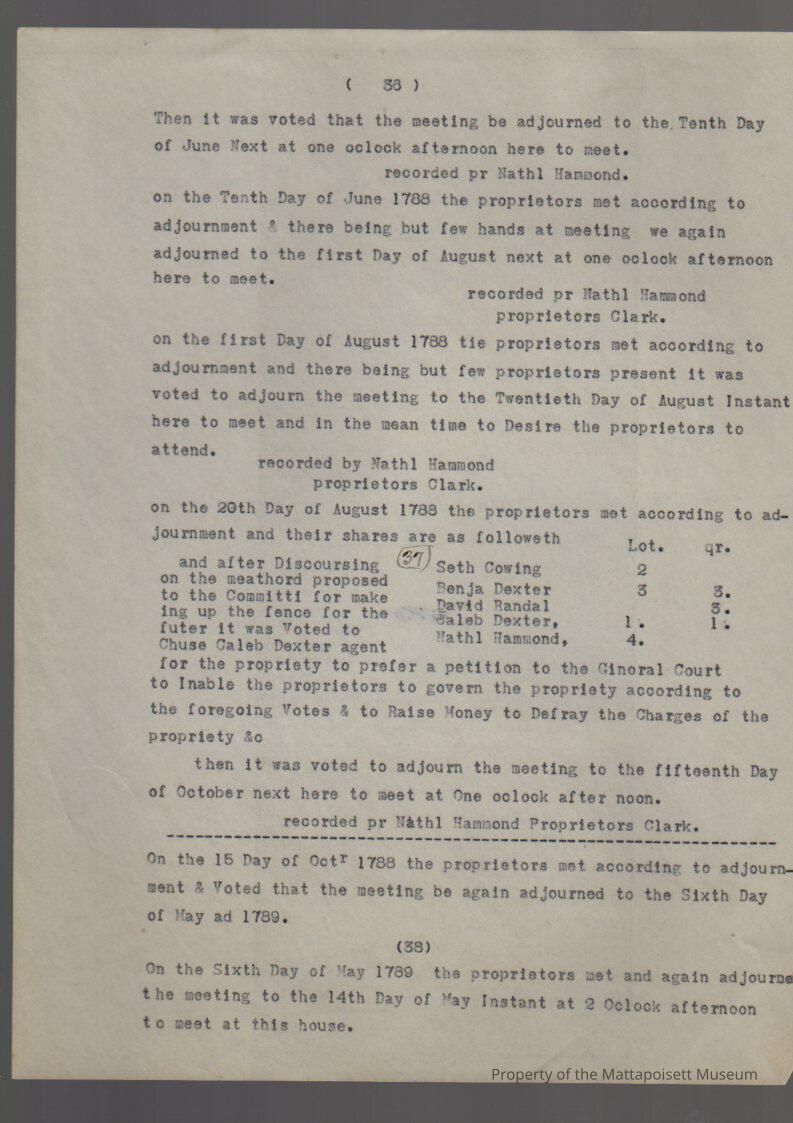 ( 36 )
Then it was voted that the meeting be adjourned to the, Tenth Day
of June Next at one oclock afternoon here to meet.
recorded pr Nathl Hammond.
on the Tenth Day of June 1788 the proprietors met according to
adjournment & there being but few hands at meeting we again
adjourned to the first Day of August next at one oclock afternoon
here to meet.
recorded pr Nathl Hammond
proprietors Clark.
on the first Day of August 1788 tie proprietors met according to
adjournment and there being but few proprietors present it was
voted to adjourn the meeting to the Twentieth Day of August Instant
here to meet and in the mean time to Desire the proprietors to
attend.
recorded by Nathl Hammond
proprietors Clark.
on the 20th Day of August 1788 the proprietors met according to ad-
journment and their shares are as followeth
Lot. qr.
and after Discoursing (37) Seth Cowing 2
on the meathord proposed
to the Committi for make Benja Dexter 3 3.
ing up the fence for the David Randal 3.
futer it was Voted to Caleb Dexter, 1. 1.
Chuse Caleb Dexter agent Nathl Hammond, 4.
for the propriety to prefer a petition to the Ginoral Court
to Inable the proprietors to govern the propriety according to
the foregoing Votes & to Raise Money to Defray the Charges of the
propriety &c
then it was voted to adjourn the meeting to the fifteenth Day
of October next here to meet at One oclock after noon.
recorded pr Nathl Hammond Proprietors Clark.
On the 15 Day of Octr 1788 the proprietors met according to adjourn-
ment & Voted that the meeting be again adjourned to the Sixth Day
of May ad 1789.
(38)
On the Sixth Day of May 1789 the proprietors met and again adjourne
the meeting to the 14th Day of May Instant at 2 Oclock afternoon
to meet at this house.
Property of the Mattapoisett Museum